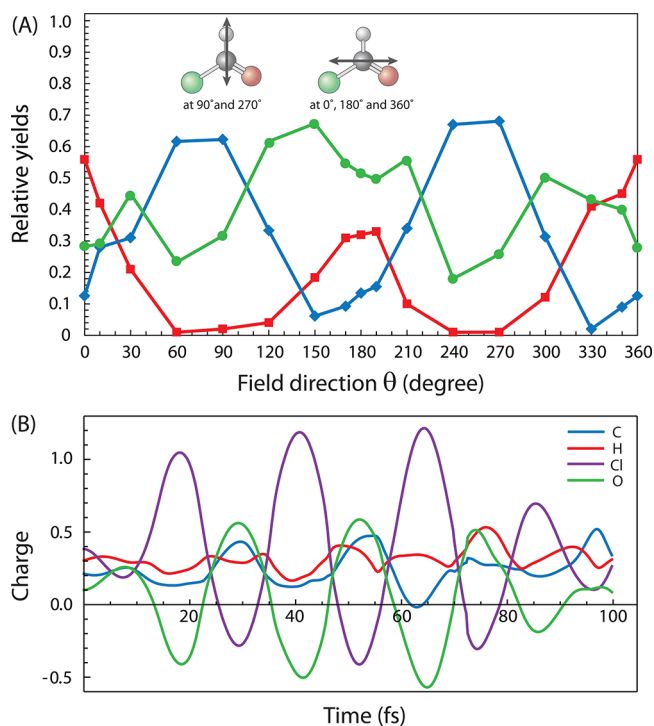 (A)
1.0
0.9
0.8
0.7
0.6
0.5
0.4
0.3
0.2
0.1
0
Relative yields
at 90˚and 270˚
at 0˚, 180˚ and 360˚
0 30 60 90 120 150 180 210 240 270 300 330 360
Field direction θ (degree)
(B)
1.0
0.5
0.0
-0.5
Charge
C
H
Cl
O
20 40 60 80 100
Time (fs)